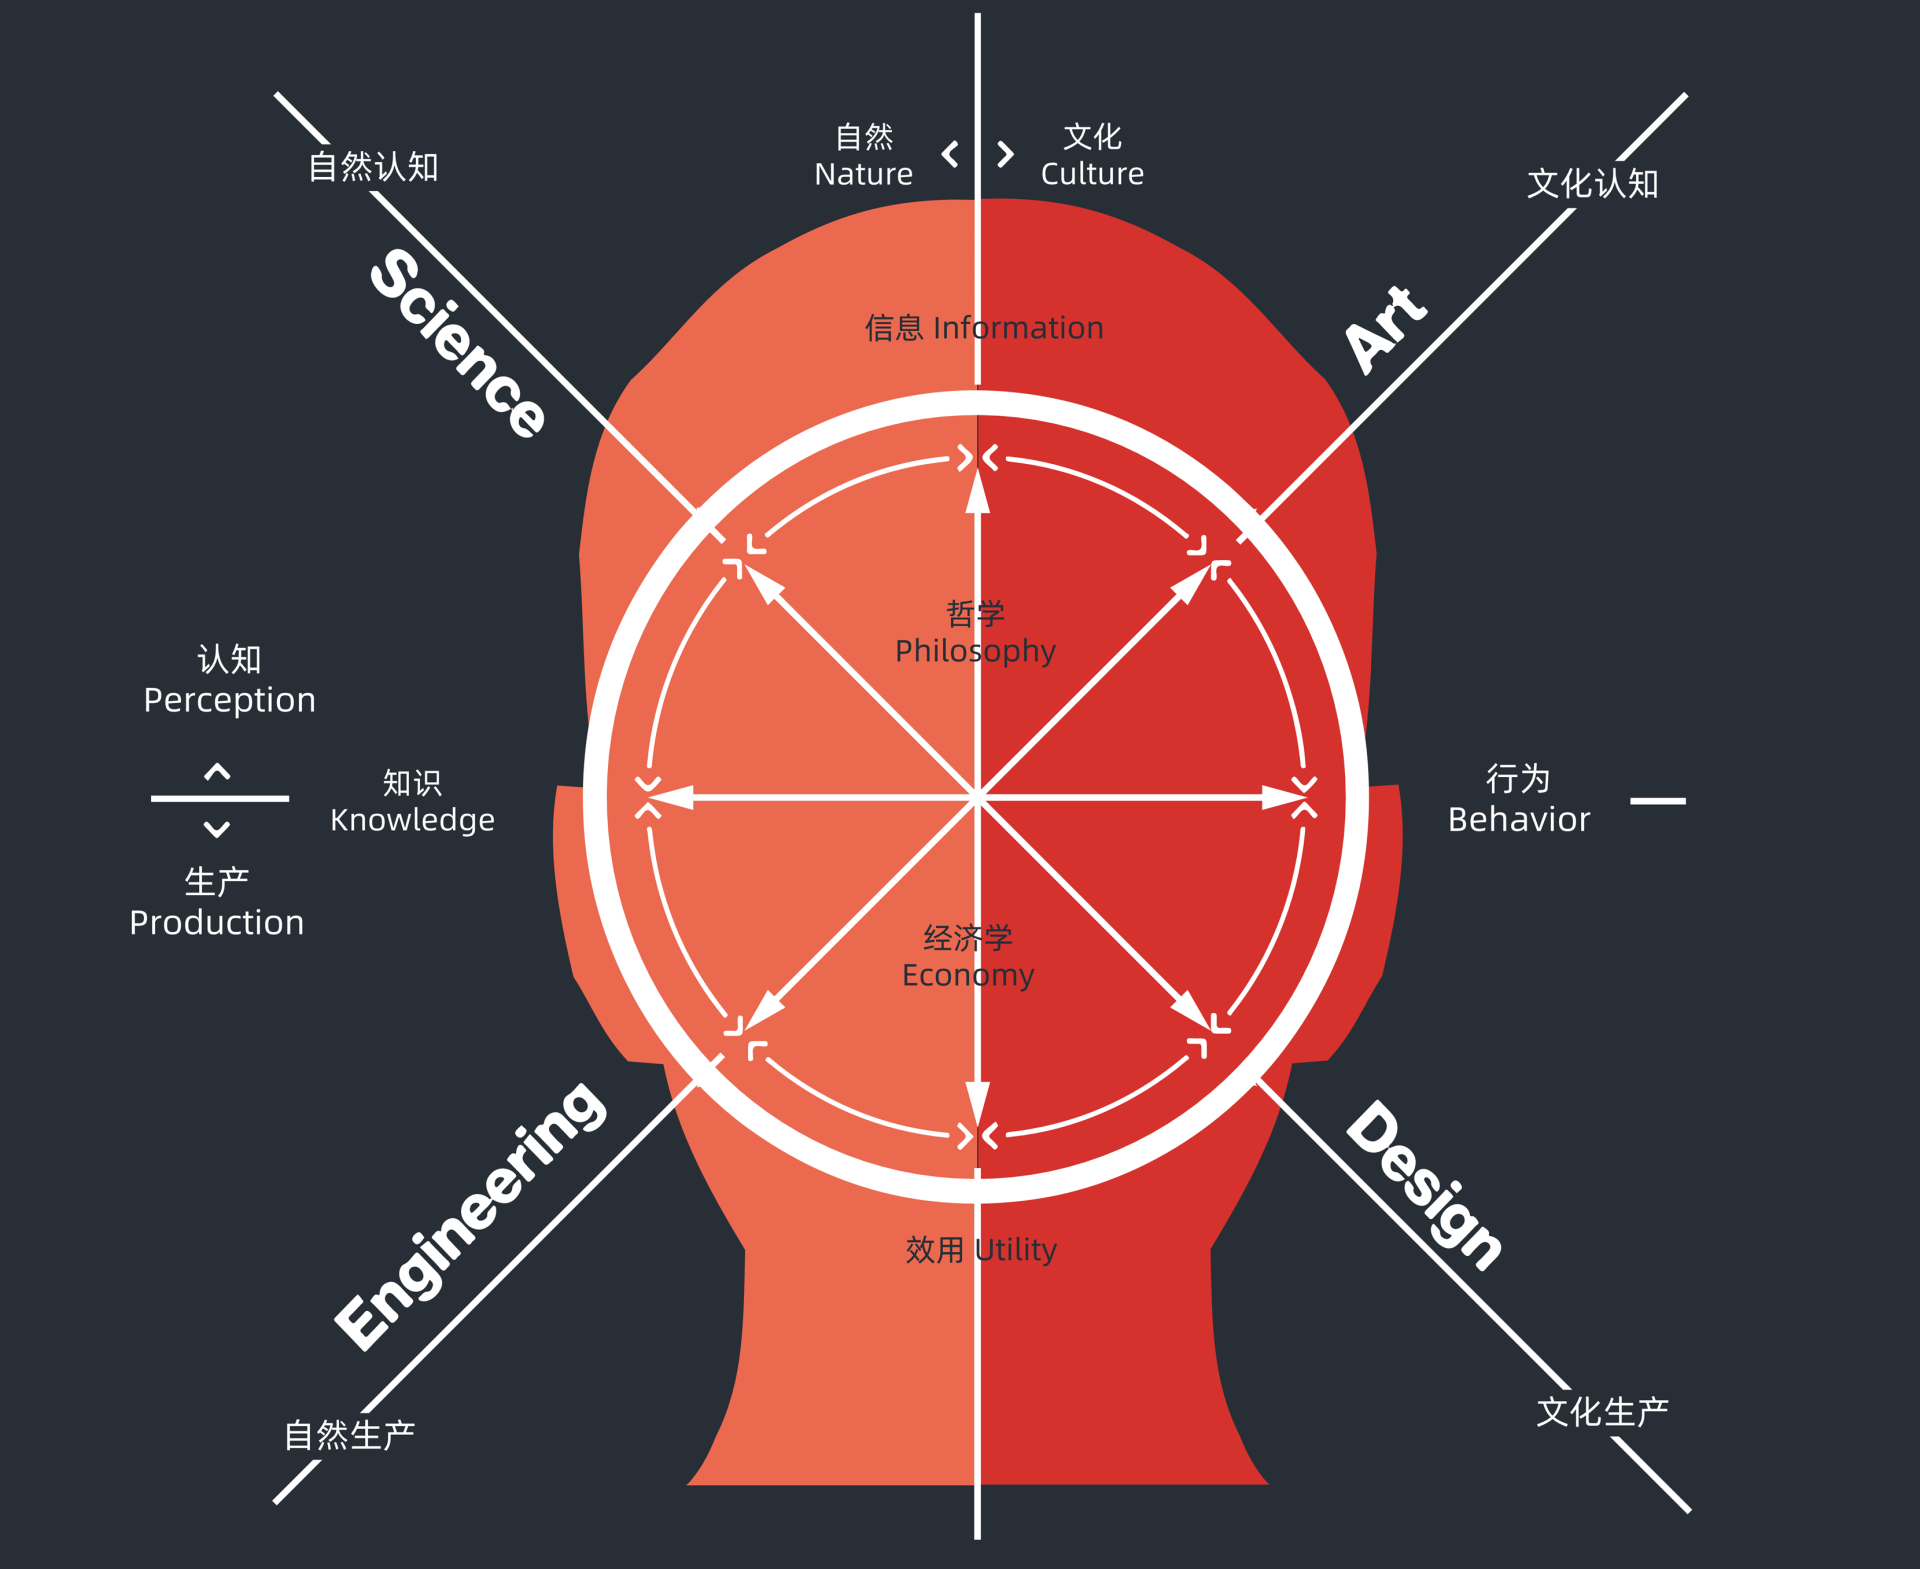 自然
Nature
文化
Culture
自然认知
文化认知
Science
Art
信息 Information
哲学
Philosophy
认知
Perception
知识
Knowledge
生产
Production
行为
Behavior
经济学
Economy
Engineering
Design
效用 Utility
自然生产
文化生产